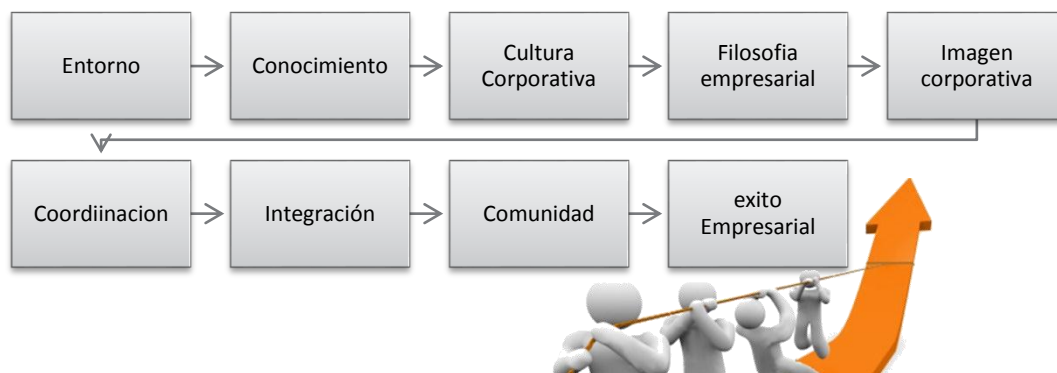 Entorno
Conocimiento
Cultura
Corporativa
Filosofia
empresarial
Imagen
corporativa
Coordiinacion
Integración
Comunidad
exito
Empresarial